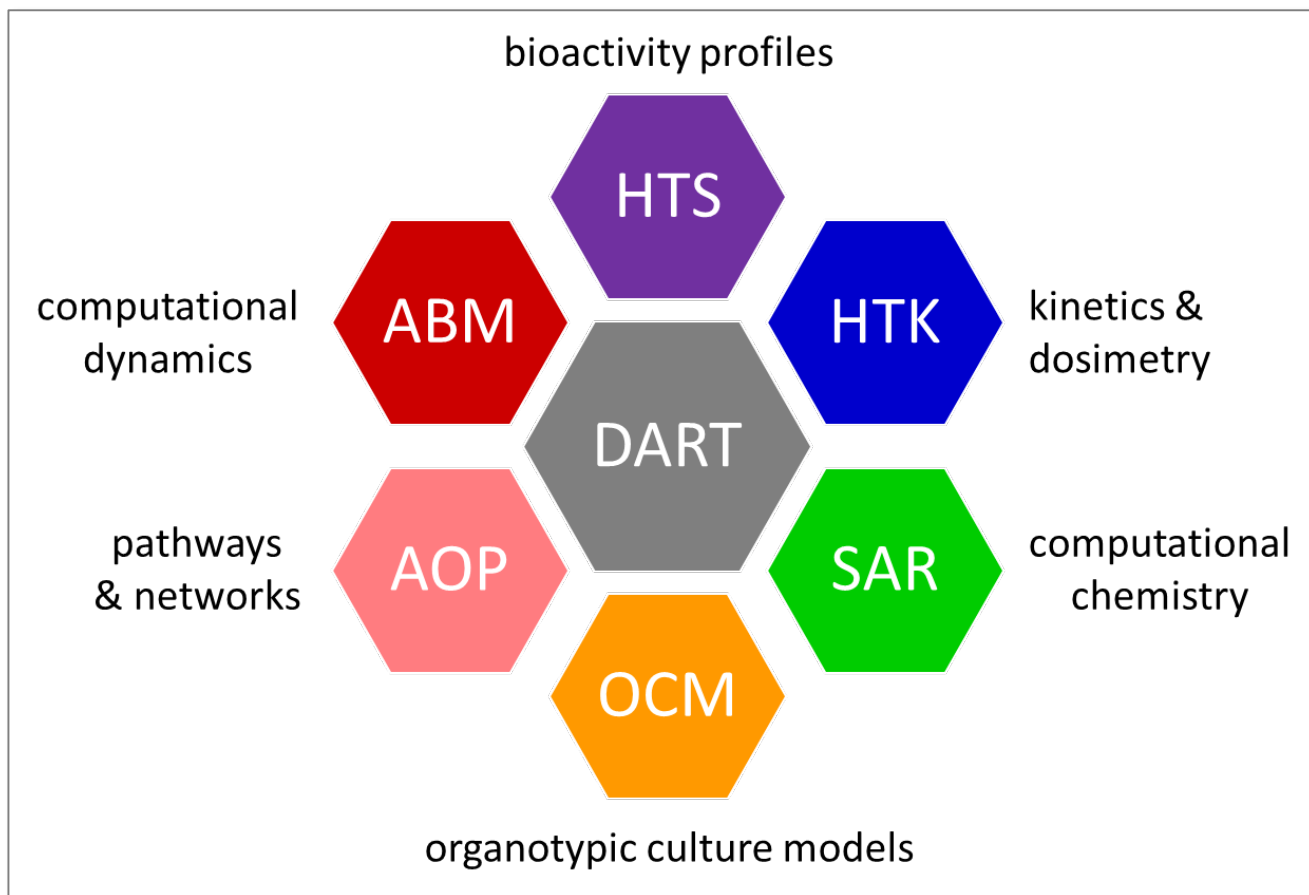 bioactivity profiles
HTS
ABM
computational
dynamics
HTK
kinetics &
dosimetry
DART
pathways
& networks
AOP
SAR
computational
chemistry
OCM
organotypic culture models